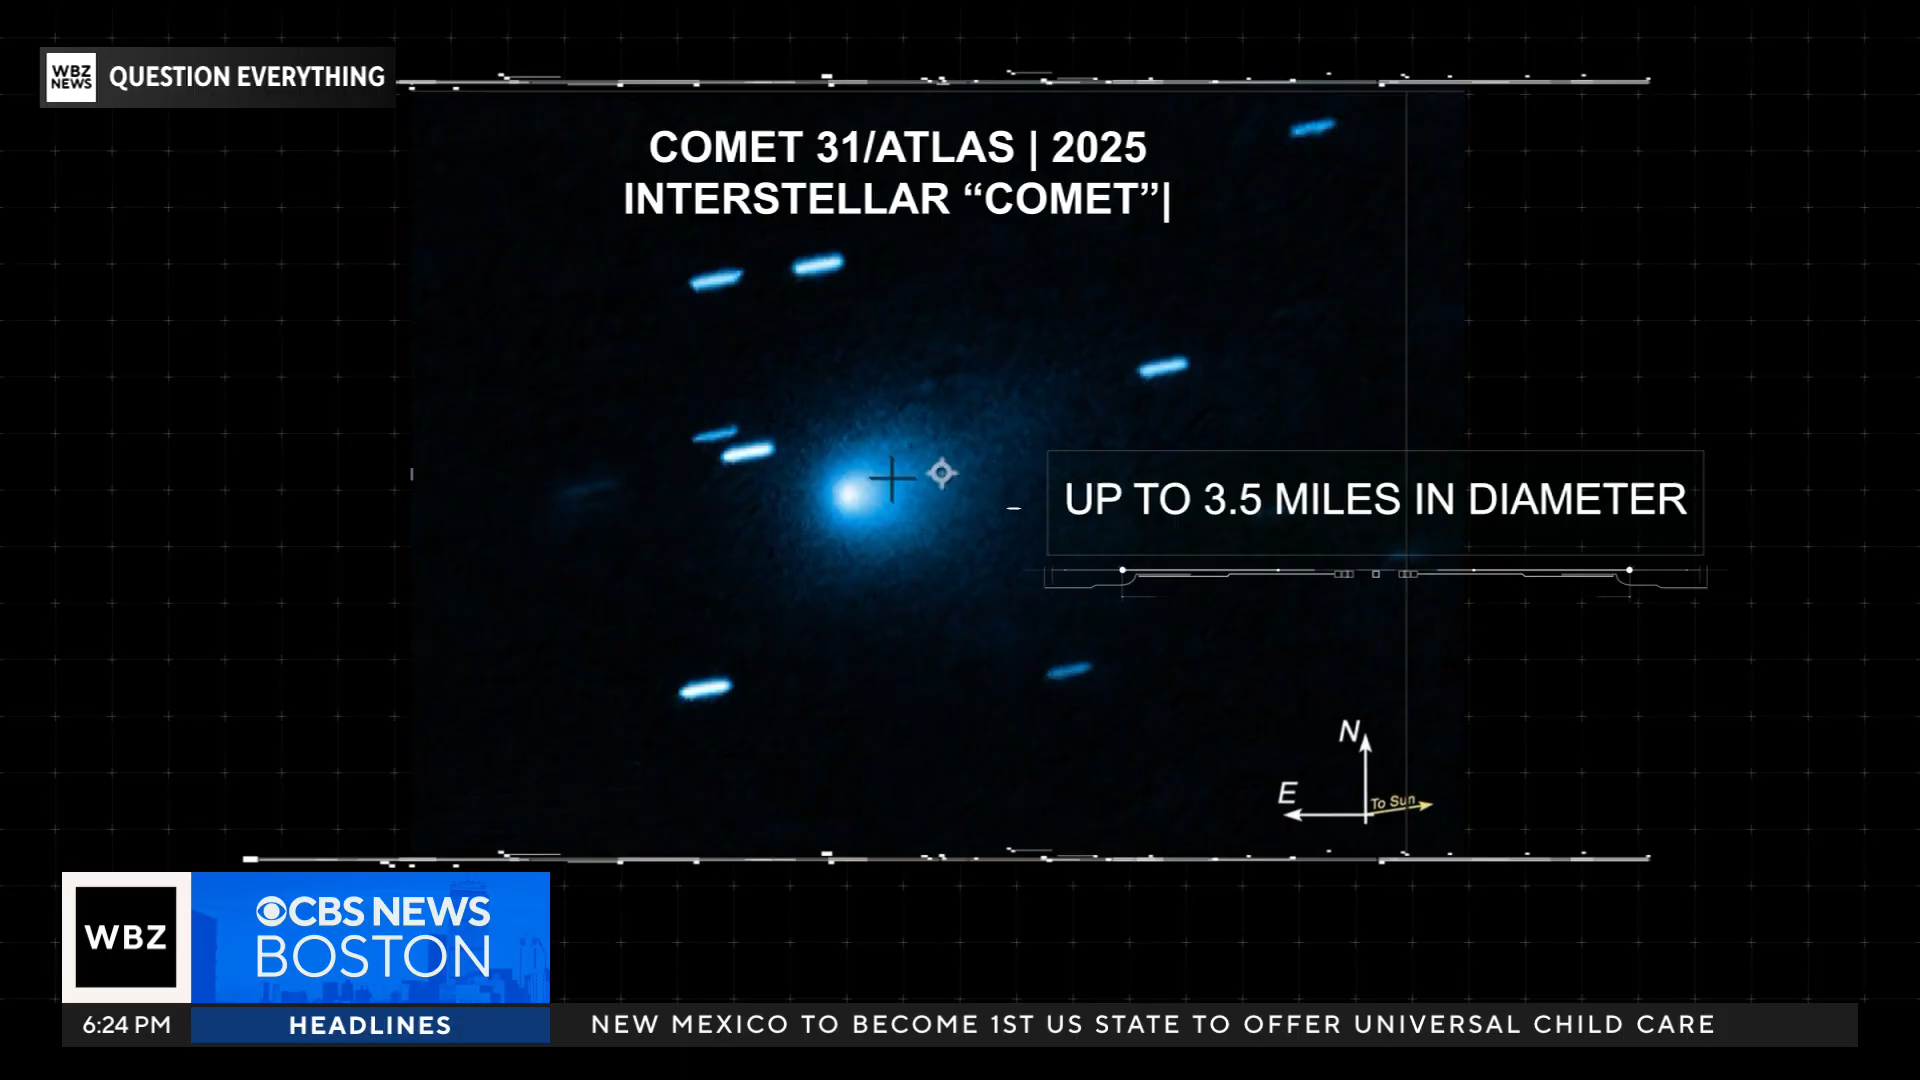 WBZ
NEWS
QUESTION EVERYTHING
COMET 31/ATLAS | 2025
INTERSTELLAR “COMET”|
UP TO 3.5 MILES IN DIAMETER
N
E
To Sun
WBZ
CBS NEWS
BOSTON
6:24 PM
HEADLINES
NEW MEXICO TO BECOME 1ST US STATE TO OFFER UNIVERSAL CHILD CARE